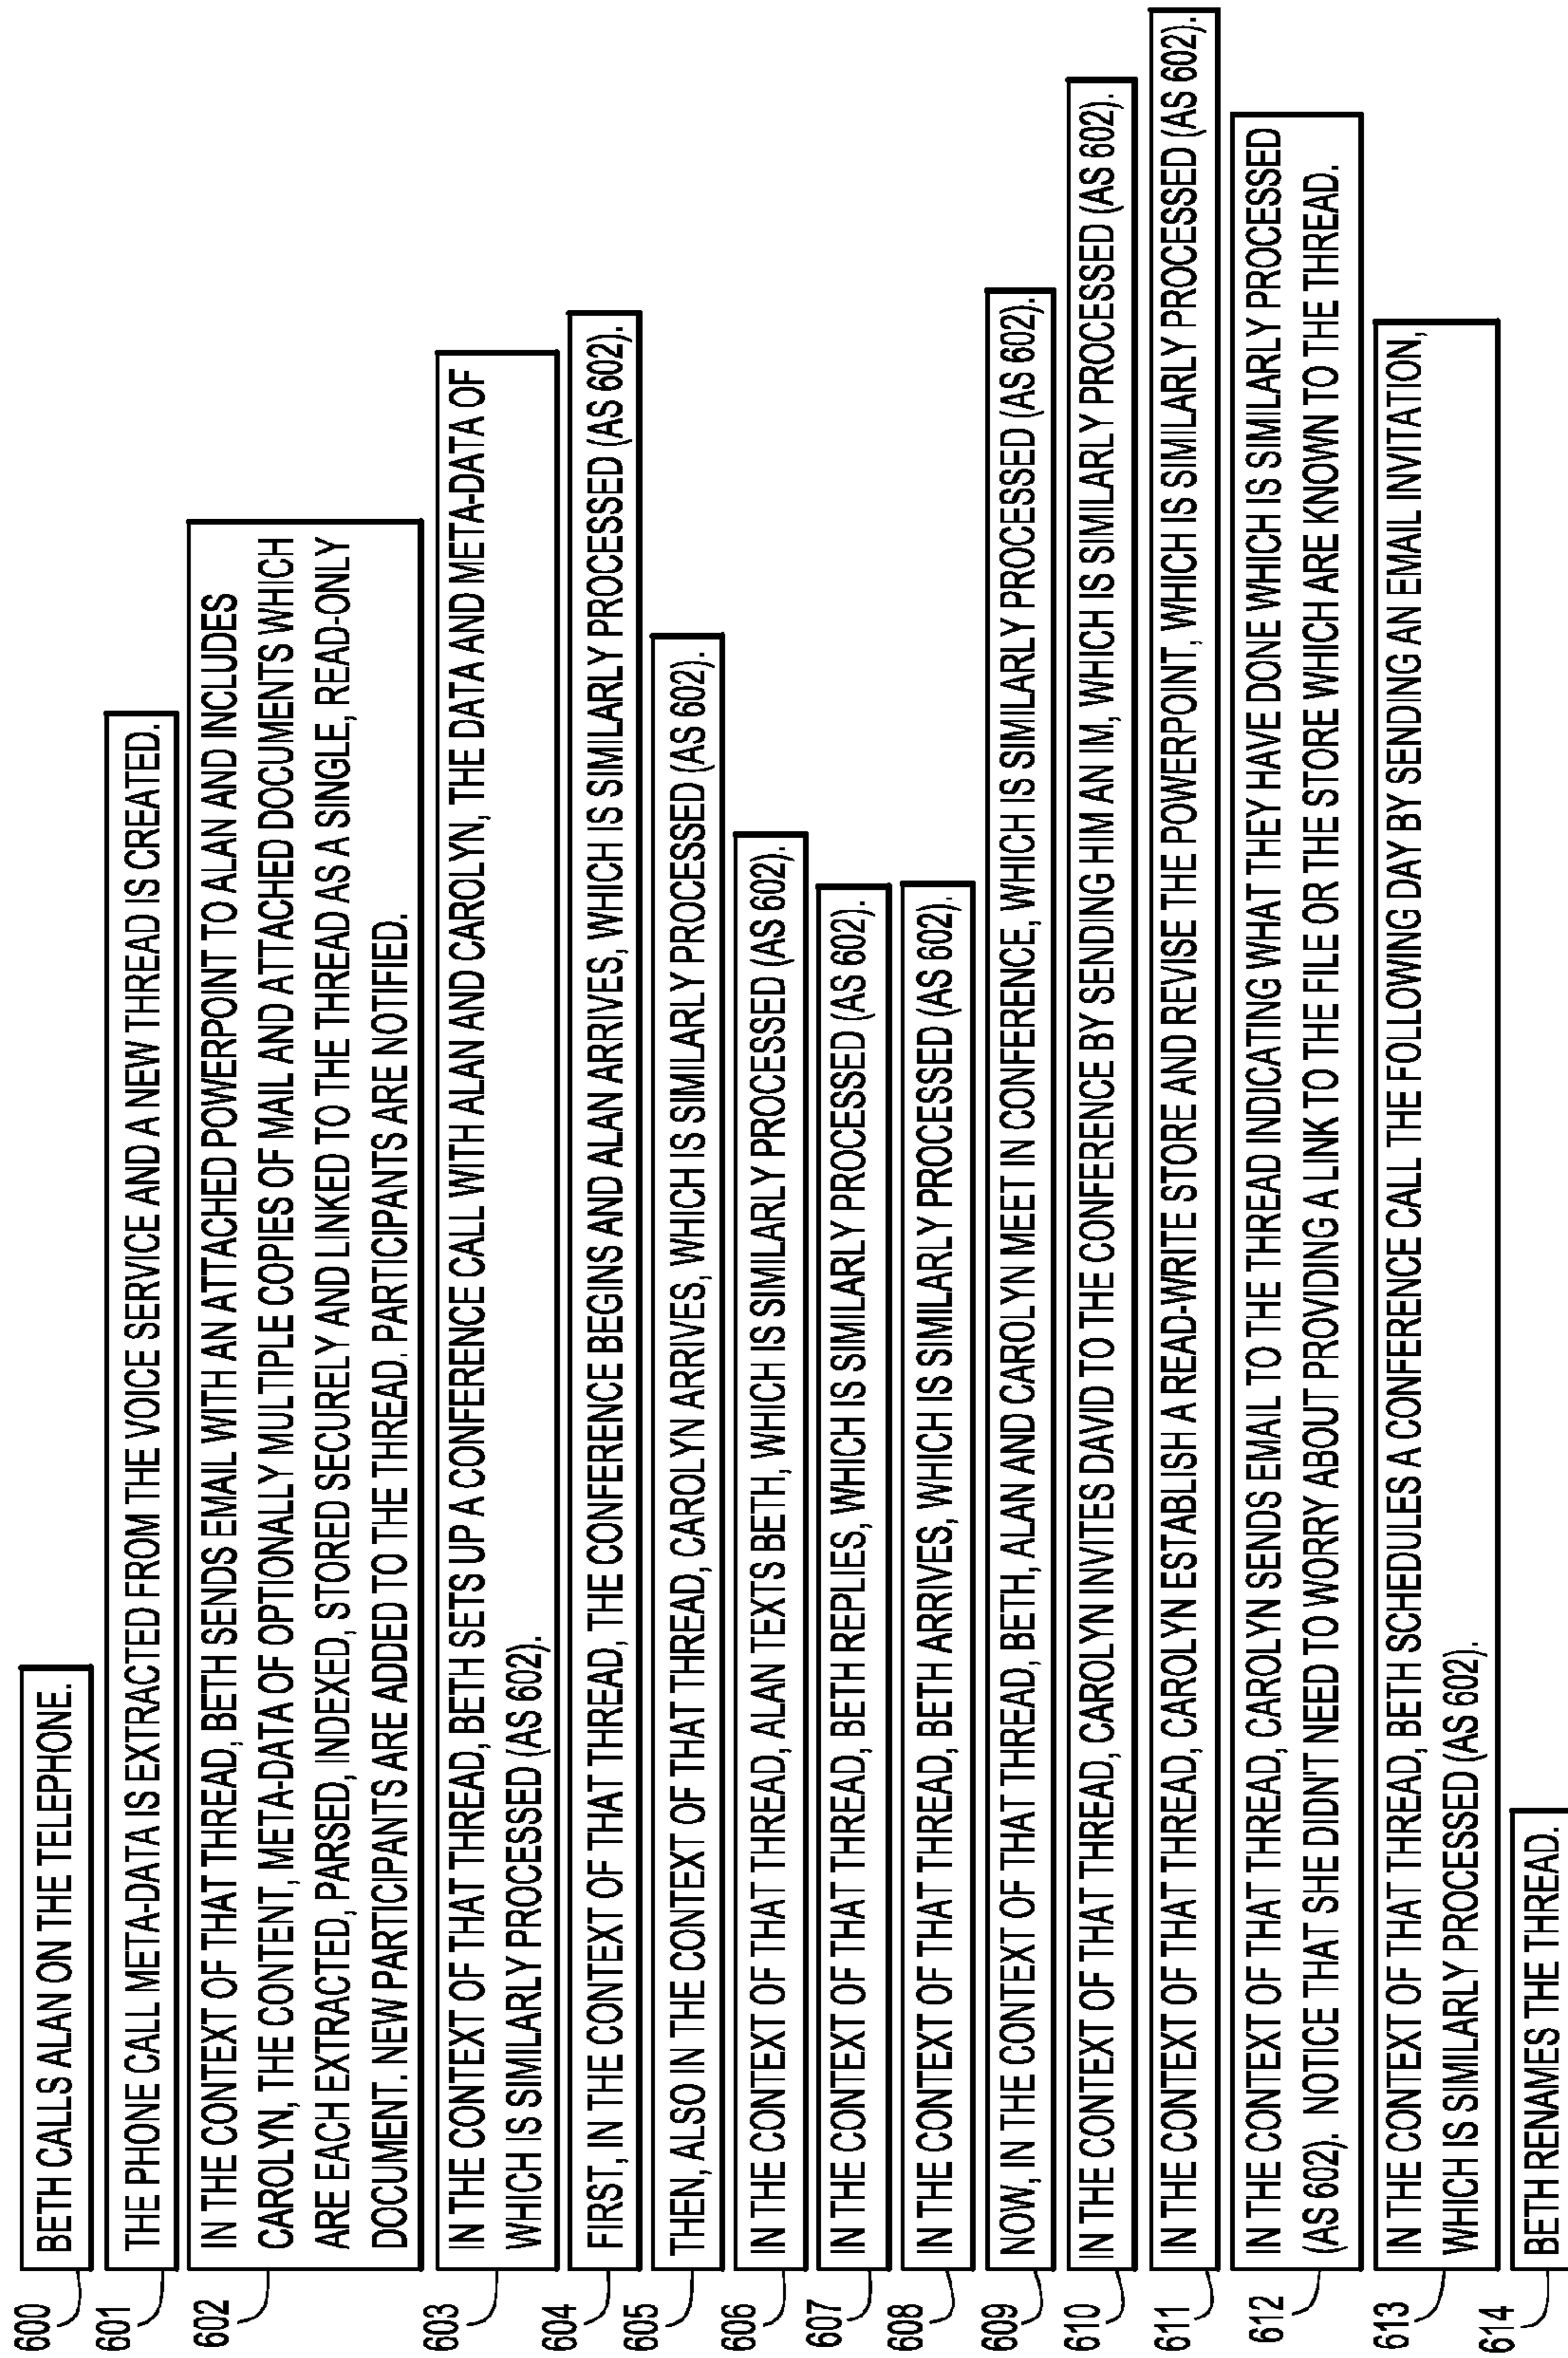 600
BETH CALLS ALAN ON THE TELEPHONE.
601
THE PHONE CALL META-DATA IS EXTRACTED FROM THE VOICE SERVICE AND A NEW THREAD IS CREATED.
602
IN THE CONTEXT OF THAT THREAD, BETH SENDS EMAIL WITH AN ATTACHED POWERPOINT TO ALAN AND INCLUDES
CAROLYN, THE CONTENT, META-DATA OF OPTIONALLY MULTIPLE COPIES OF MAIL AND ATTACHED DOCUMENTS WHICH
ARE EACH EXTRACTED, PARSED, INDEXED, STORED SECURELY AND LINKED TO THE THREAD AS A SINGLE, READ-ONLY
DOCUMENT. NEW PARTICIPANTS ARE ADDED TO THE THREAD. PARTICIPANTS ARE NOTIFIED.
603
IN THE CONTEXT OF THAT THREAD, BETH SETS UP A CONFERENCE CALL WITH ALAN AND CAROLYN, THE DATA AND META-DATA OF
WHICH IS SIMILARLY PROCESSED (AS 602).
604
FIRST, IN THE CONTEXT OF THAT THREAD, THE CONFERENCE BEGINS AND ALAN ARRIVES, WHICH IS SIMILARLY PROCESSED (AS 602).
605
THEN, ALSO IN THE CONTEXT OF THAT THREAD, CAROLYN ARRIVES, WHICH IS SIMILARLY PROCESSED (AS 602).
606
IN THE CONTEXT OF THAT THREAD, ALAN TEXTS BETH, WHICH IS SIMILARLY PROCESSED (AS 602).
607
IN THE CONTEXT OF THAT THREAD, BETH REPLIES, WHICH IS SIMILARLY PROCESSED (AS 602).
608
IN THE CONTEXT OF THAT THREAD, BETH ARRIVES, WHICH IS SIMILARLY PROCESSED (AS 602).
609
NOW, IN THE CONTEXT OF THAT THREAD, BETH, ALAN AND CAROLYN MEET IN CONFERENCE, WHICH IS SIMILARLY PROCESSED (AS 602).
610
IN THE CONTEXT OF THAT THREAD, CAROLYN INVITES DAVID TO THE CONFERENCE BY SENDING HIM AN IM, WHICH IS SIMILARLY PROCESSED (AS 602).
611
IN THE CONTEXT OF THAT THREAD, CAROLYN ESTABLISH A READ-WRITE STORE AND REVISE THE POWERPOINT, WHICH IS SIMILARLY PROCESSED (AS 602).
612
IN THE CONTEXT OF THAT THREAD, CAROLYN SENDS EMAIL TO THE THREAD INDICATING WHAT THEY HAVE DONE WHICH IS SIMILARLY PROCESSED
(AS 602). NOTICE THAT SHE DIDN'T NEED TO WORRY ABOUT PROVIDING A LINK TO THE FILE OR THE STORE WHICH ARE KNOWN TO THE THREAD.
613
IN THE CONTEXT OF THAT THREAD, BETH SCHEDULES A CONFERENCE CALL THE FOLLOWING DAY BY SENDING AN EMAIL INVITATION,
WHICH IS SIMILARLY PROCESSED (AS 602).
614
BETH RENAMES THE THREAD.